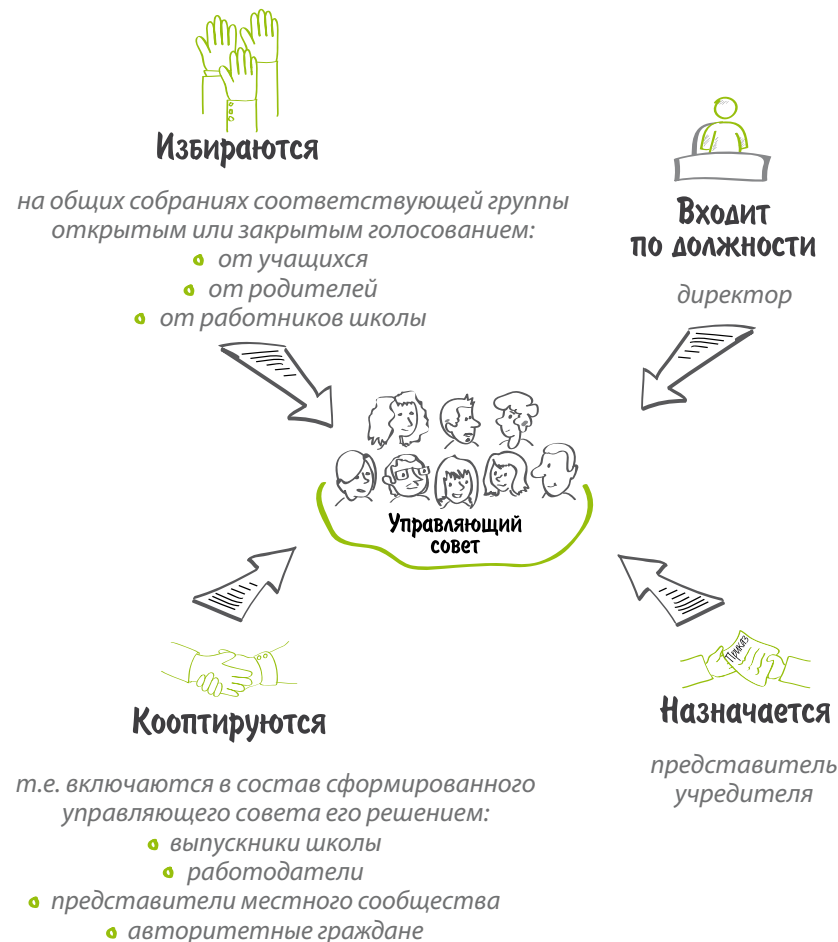 Избираются
на общих собраниях соответствующей группы
открытым или закрытым голосованием:
от учащихся
от родителей
от работников школы
Входит
по должности
директор
Управляющий
совет
Кооптируются
т.е. включаются в состав сформированного
управляющего совета его решением:
выпускники школы
работодатели
представители местного сообщества
авторитетные граждане
Приказ
Назначается
представитель
учредителя